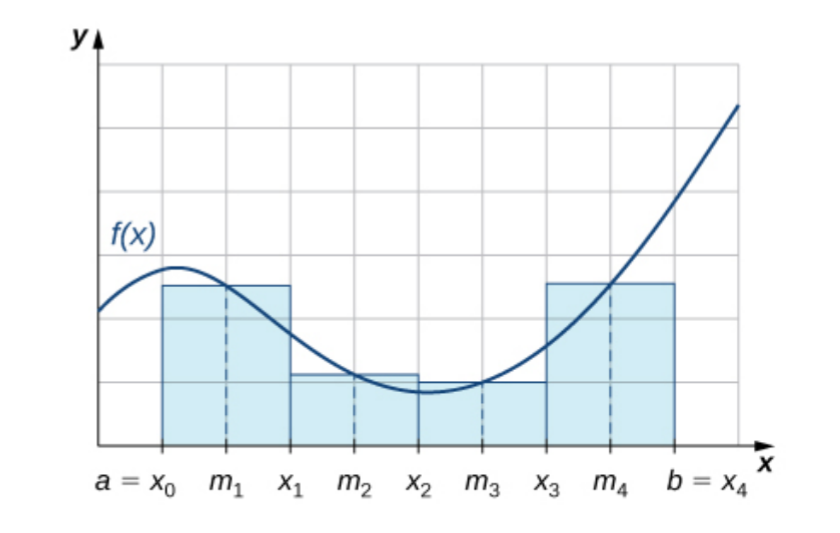 y
f(x)
x
a = x₀ m₁ x₁ m₂ x₂ m₃ x₃ m₄ b = x₄